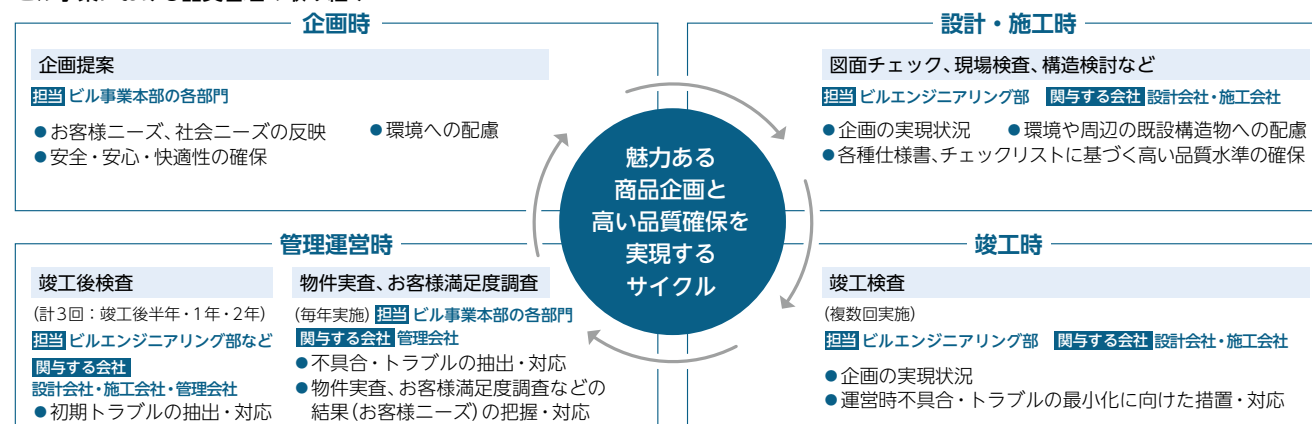 企画時
企画提案
担当 ビル事業本部の各部門
●お客様ニーズ、社会ニーズの反映 ●環境への配慮
●安全・安心・快適性の確保
設計・施工時
図面チェック、現場検査、構造検討など
担当 ビルエンジニアリング部 関与する会社 設計会社・施工会社
●企画の実現状況 ●環境や周辺の既設構造物への配慮
●各種仕様書、チェックリストに基づく高い品質水準の確保
魅力ある
商品企画と
高い品質確保を
実現する
サイクル
管理運営時
竣工後検査
(計3回：竣工後半年・1年・2年)
担当 ビルエンジニアリング部など
関与する会社
設計会社・施工会社・管理会社
●初期トラブルの抽出・対応
物件実査、お客様満足度調査
(毎年実施) 担当 ビル事業本部の各部門
関与する会社 管理会社
●不具合・トラブルの抽出・対応
●物件実査、お客様満足度調査などの
結果(お客様ニーズ)の把握・対応
竣工時
竣工検査
(複数回実施)
担当 ビルエンジニアリング部 関与する会社 設計会社・施工会社
●企画の実現状況
●運営時不具合・トラブルの最小化に向けた措置・対応